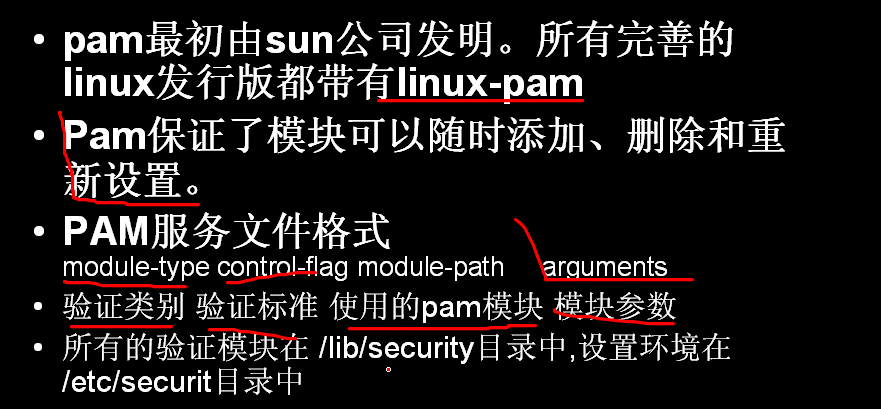 • pam最初由sun公司发明。所有完善的
linux发行版都带有linux-pam
• Pam保证了模块可以随时添加、删除和重
新设置。
• PAM服务文件格式
module-type control-flag module-path arguments
• 验证类别 验证标准 使用的pam模块 模块参数
• 所有的验证模块在 /lib/security目录中,设置环境在
/etc/securit目录中